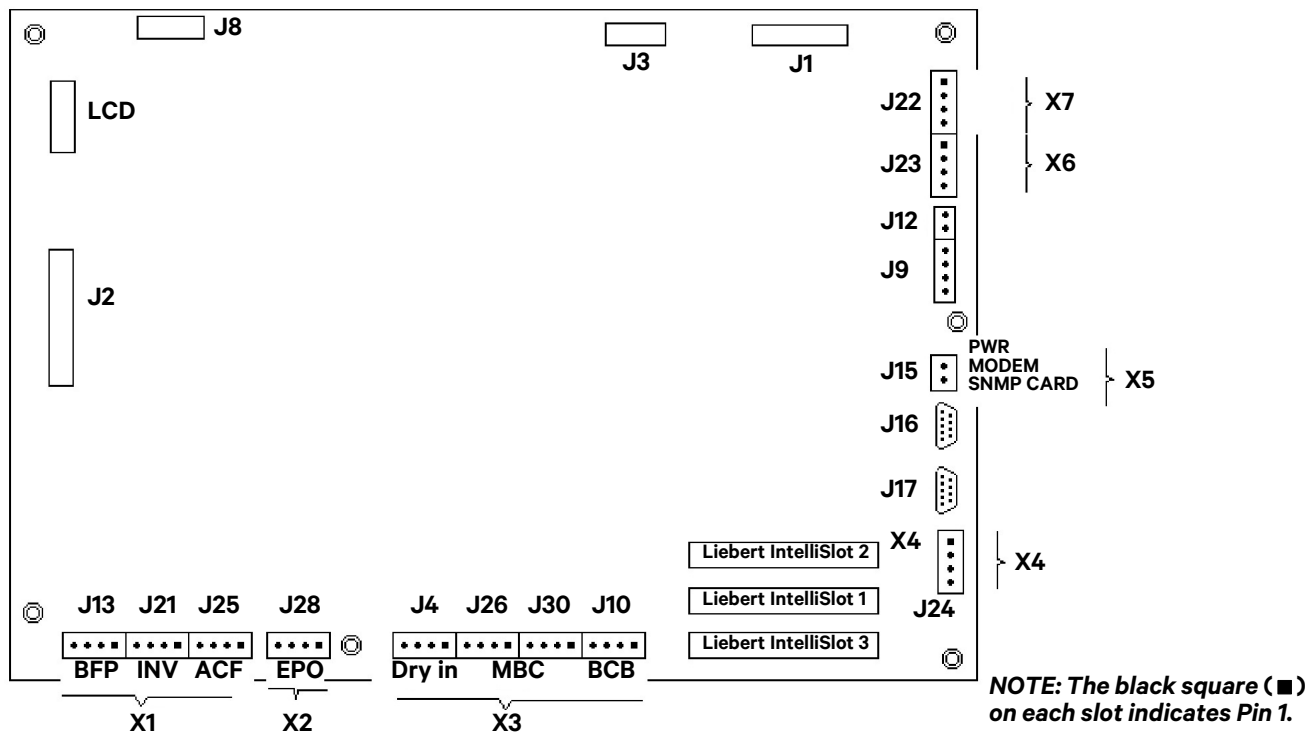 J8
J3
J1
LCD
J22
X7
J23
X6
J12
J9
J2
PWR
J15
MODEM
SNMP CARD
X5
J16
J17
Liebert IntelliSlot 2
X4
X4
Liebert IntelliSlot 1
J24
Liebert IntelliSlot 3
J13 J21 J25 J28 J4 J26 J30 J10
BFP INV ACF EPO Dry in MBC BCB
X1 X2 X3
NOTE: The black square (■)
on each slot indicates Pin 1.